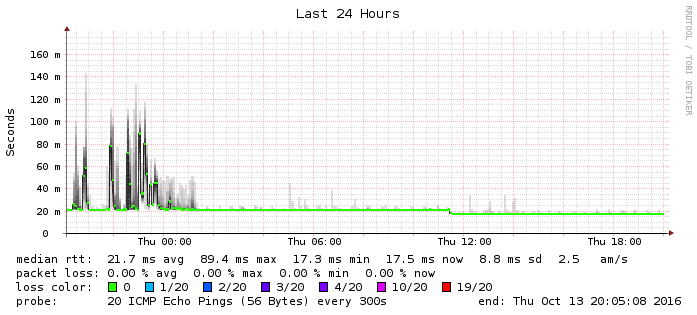 Last 24 Hours
RRDTOOL / TOBI OETIKER
Seconds
160 m
140 m
120 m
100 m
80 m
60 m
40 m
20 m
0
Thu 00:00 Thu 06:00 Thu 12:00 Thu 18:00
median rtt: 21.7 ms avg 89.4 ms max 17.3 ms min 17.5 ms now 8.8 ms sd 2.5 am/s
packet loss: 0.00 % avg 0.00 % max 0.00 % min 0.00 % now
loss color: 0 1/20 2/20 3/20 4/20 10/20 19/20
probe: 20 ICMP Echo Pings (56 Bytes) every 300s end: Thu Oct 13 20:05:08 2016